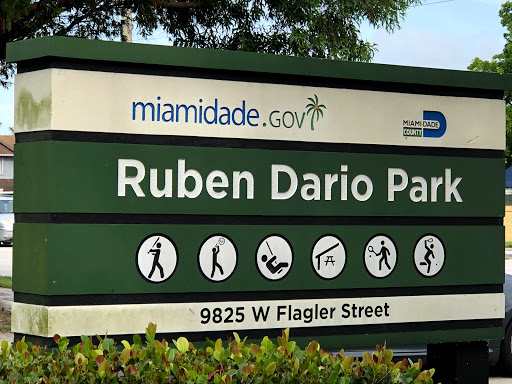 miamidade.gov
MIAMI-DADE
COUNTY
Ruben Dario Park
9825 W Flagler Street